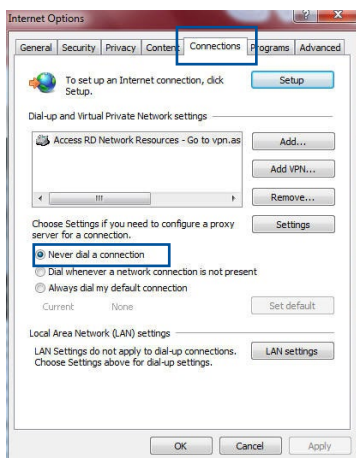 Internet Options
General Security Privacy Content Connections Programs Advanced
To set up an Internet connection, click Setup.
Setup
Dial-up and Virtual Private Network settings
Access RD Network Resources - Go to vpn.as
Add...
Add VPN...
Remove...
Choose Settings if you need to configure a proxy
server for a connection.
Settings
Never dial a connection
Dial whenever a network connection is not present
Always dial my default connection
Current None
Set default
Local Area Network (LAN) settings
LAN Settings do not apply to dial-up connections.
Choose Settings above for dial-up settings.
LAN settings
OK Cancel Apply